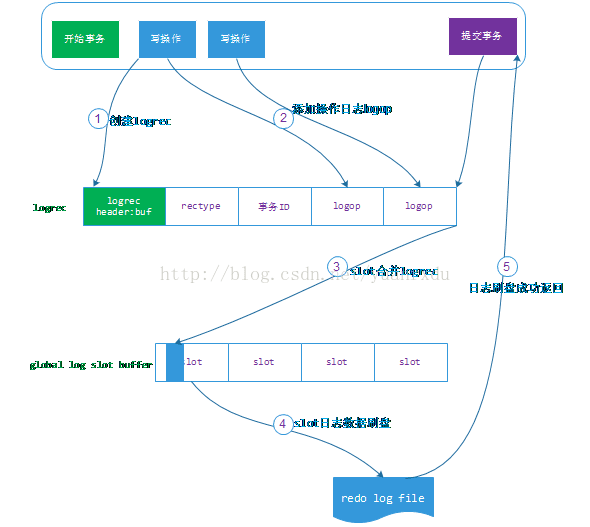 开始事务
写操作
写操作
提交事务
1
创建logrec
2
添加操作日志logop
logrec
logrec
header:buf
rectype
事务ID
logop
logop
3
slot合并logrec
5
日志刷盘成功返回
global log slot buffer
slot
slot
slot
slot
4
slot日志数据刷盘
redo log file